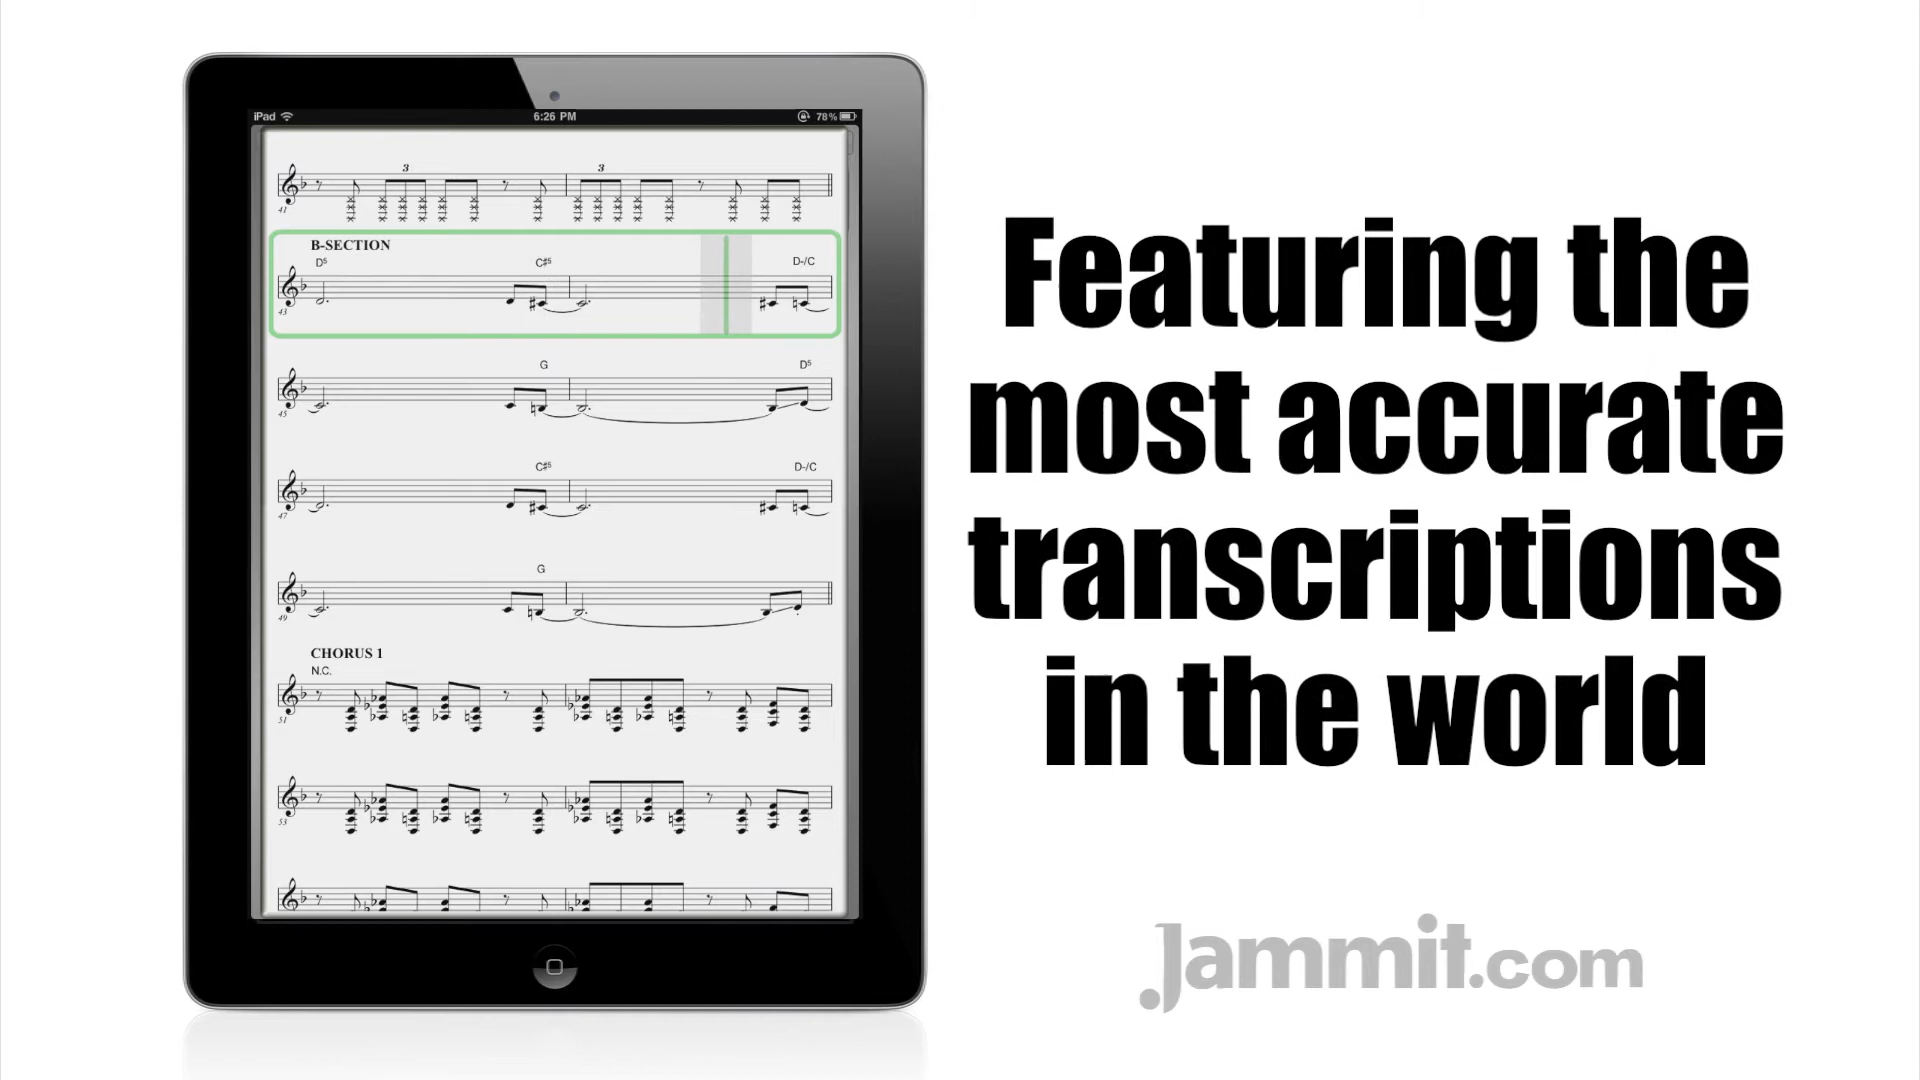 iPad 6:26 PM 78%
3 3
41
B-SECTION
D5 C#5 D-/C
43
G D5
45
C#5 D-/C
47
G
49
CHORUS 1
N.C.
51
53
Featuring the
most accurate
transcriptions
in the world
Jammit.com